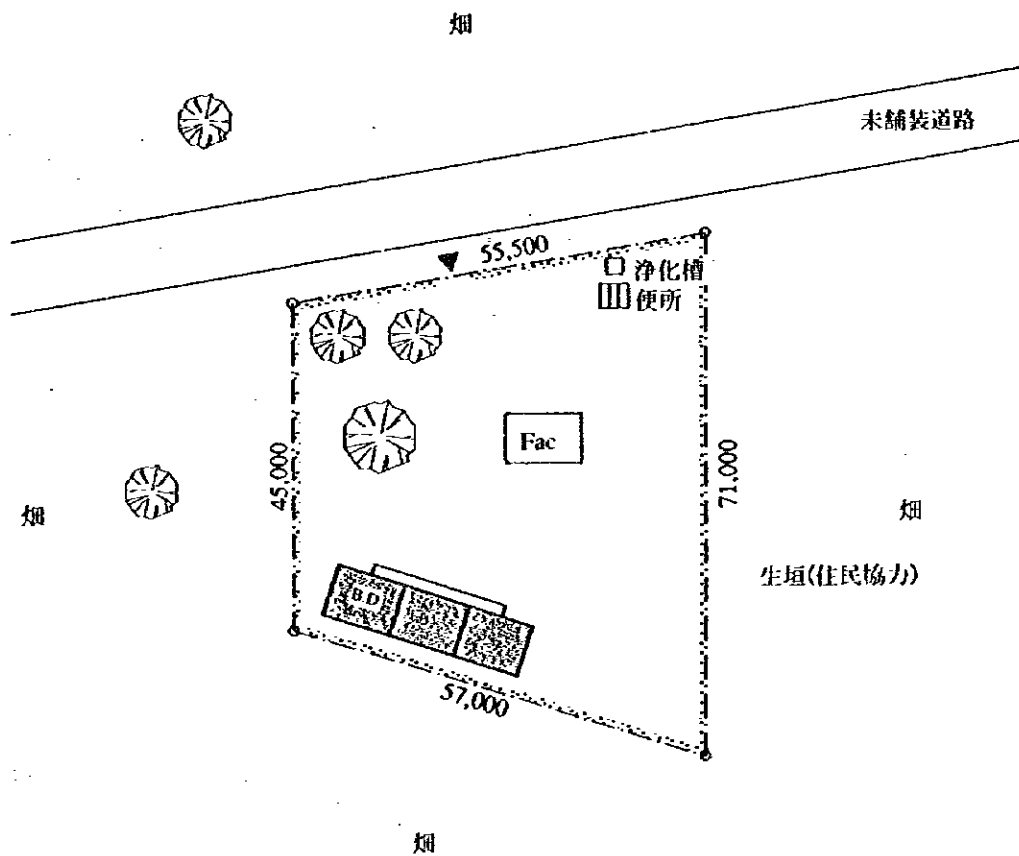 畑
未舗装道路
55,500
浄化槽
便所
Fac
45,000
71,000
畑
畑
生垣(住民協力)
B.D
57,000
畑